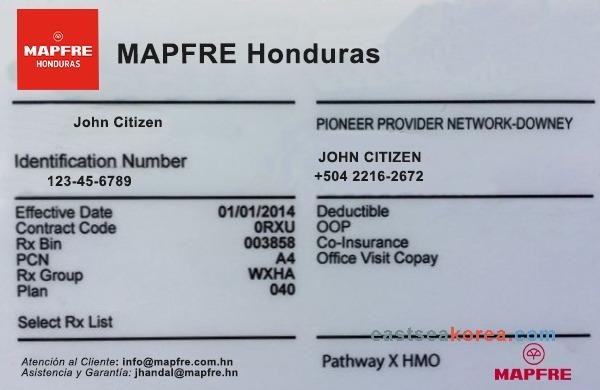 MAPFRE
HONDURAS
MAPFRE Honduras
John Citizen
Identification Number
123-45-6789
PIONEER PROVIDER NETWORK-DOWNEY
JOHN CITIZEN
+504 2216-2672
Effective Date 01/01/2014
Contract Code 0RXU
Rx Bin 003858
PCN A4
Rx Group WXHA
Plan 040
Select Rx List
Deductible
OOP
Co-Insurance
Office Visit Copay
eastseakorea.com
Atención al Cliente: info@mapfre.com.hn
Asistencia y Garantía: jhandal@mapfre.hn
Pathway X HMO
MAPFRE